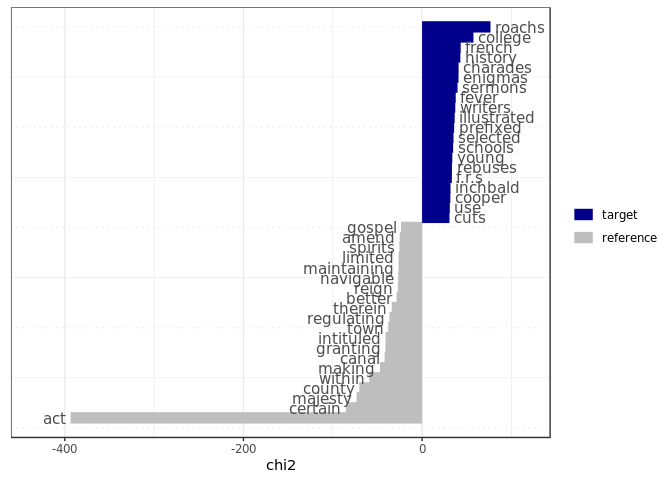 roachs
college
french
history
charades
enigmas
sermons
fever
writers
illustrated
prefixed
selected
schools
young
rebuses
f.r.s
inchbald
cooper
use
cuts
gospel
amend
spirits
limited
maintaining
navigable
reign
better
therein
regulating
town
intituled
granting
canal
making
within
county
majesty
certain
act
target
reference
-400 -200 0
chi2